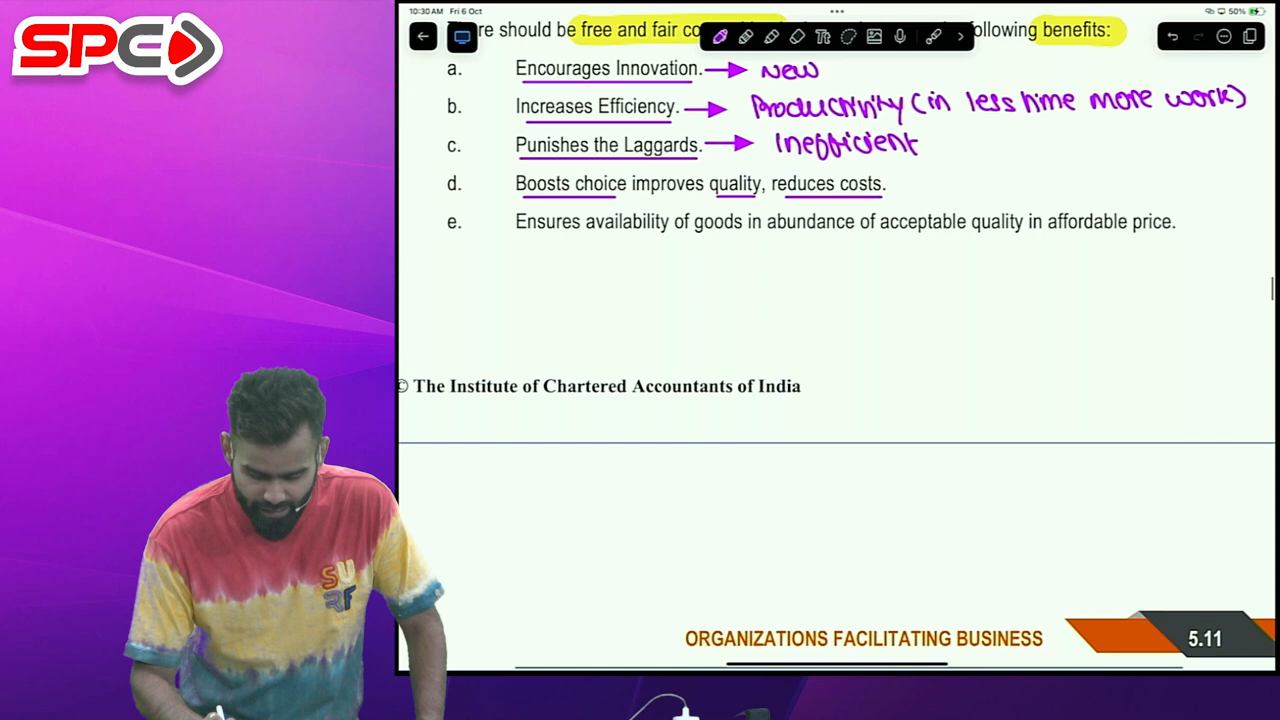 SPC
10:30 AM Fri 6 Oct
50%
here should be free and fair co
ollowing benefits:
a. Encourages Innovation. → New
b. Increases Efficiency. → Productivity (in less time more work)
c. Punishes the Laggards. → Inefficient
d. Boosts choice improves quality, reduces costs.
e. Ensures availability of goods in abundance of acceptable quality in affordable price.
© The Institute of Chartered Accountants of India
SU
RF
ORGANIZATIONS FACILITATING BUSINESS 5.11